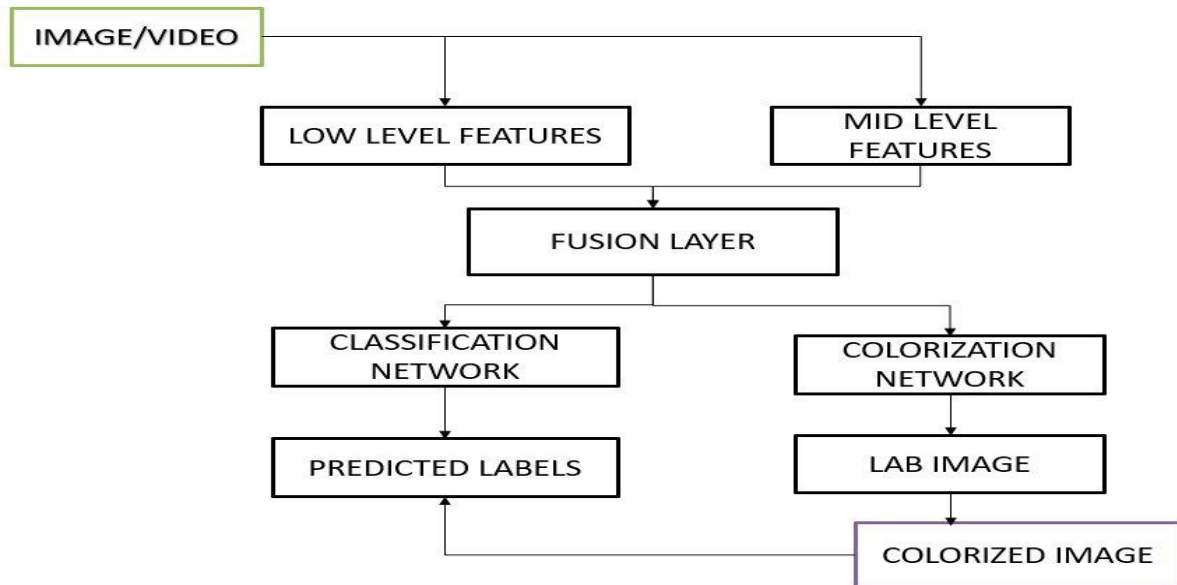 IMAGE/VIDEO
LOW LEVEL FEATURES
MID LEVEL
FEATURES
FUSION LAYER
CLASSIFICATION
NETWORK
COLORIZATION
NETWORK
PREDICTED LABELS
LAB IMAGE
COLORIZED IMAGE